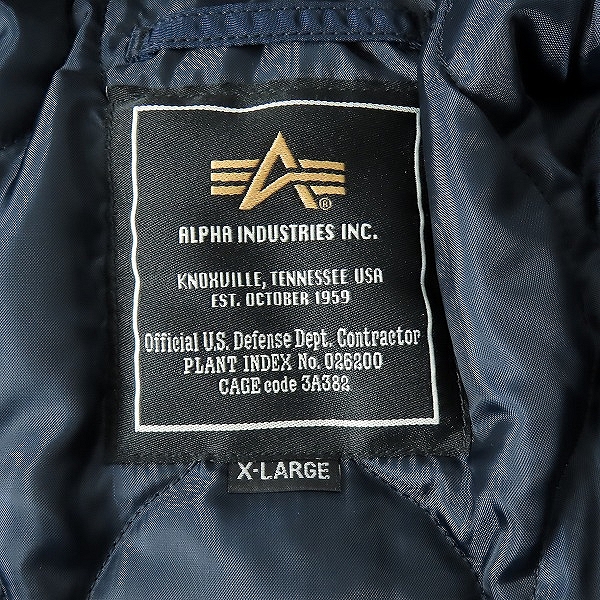 ®
ALPHA INDUSTRIES INC.
KNOXVILLE, TENNESSEE USA
EST. OCTOBER 1959
Official U.S. Defense Dept. Contractor
PLANT INDEX No. 026200
CAGE code 3A382
X-LARGE